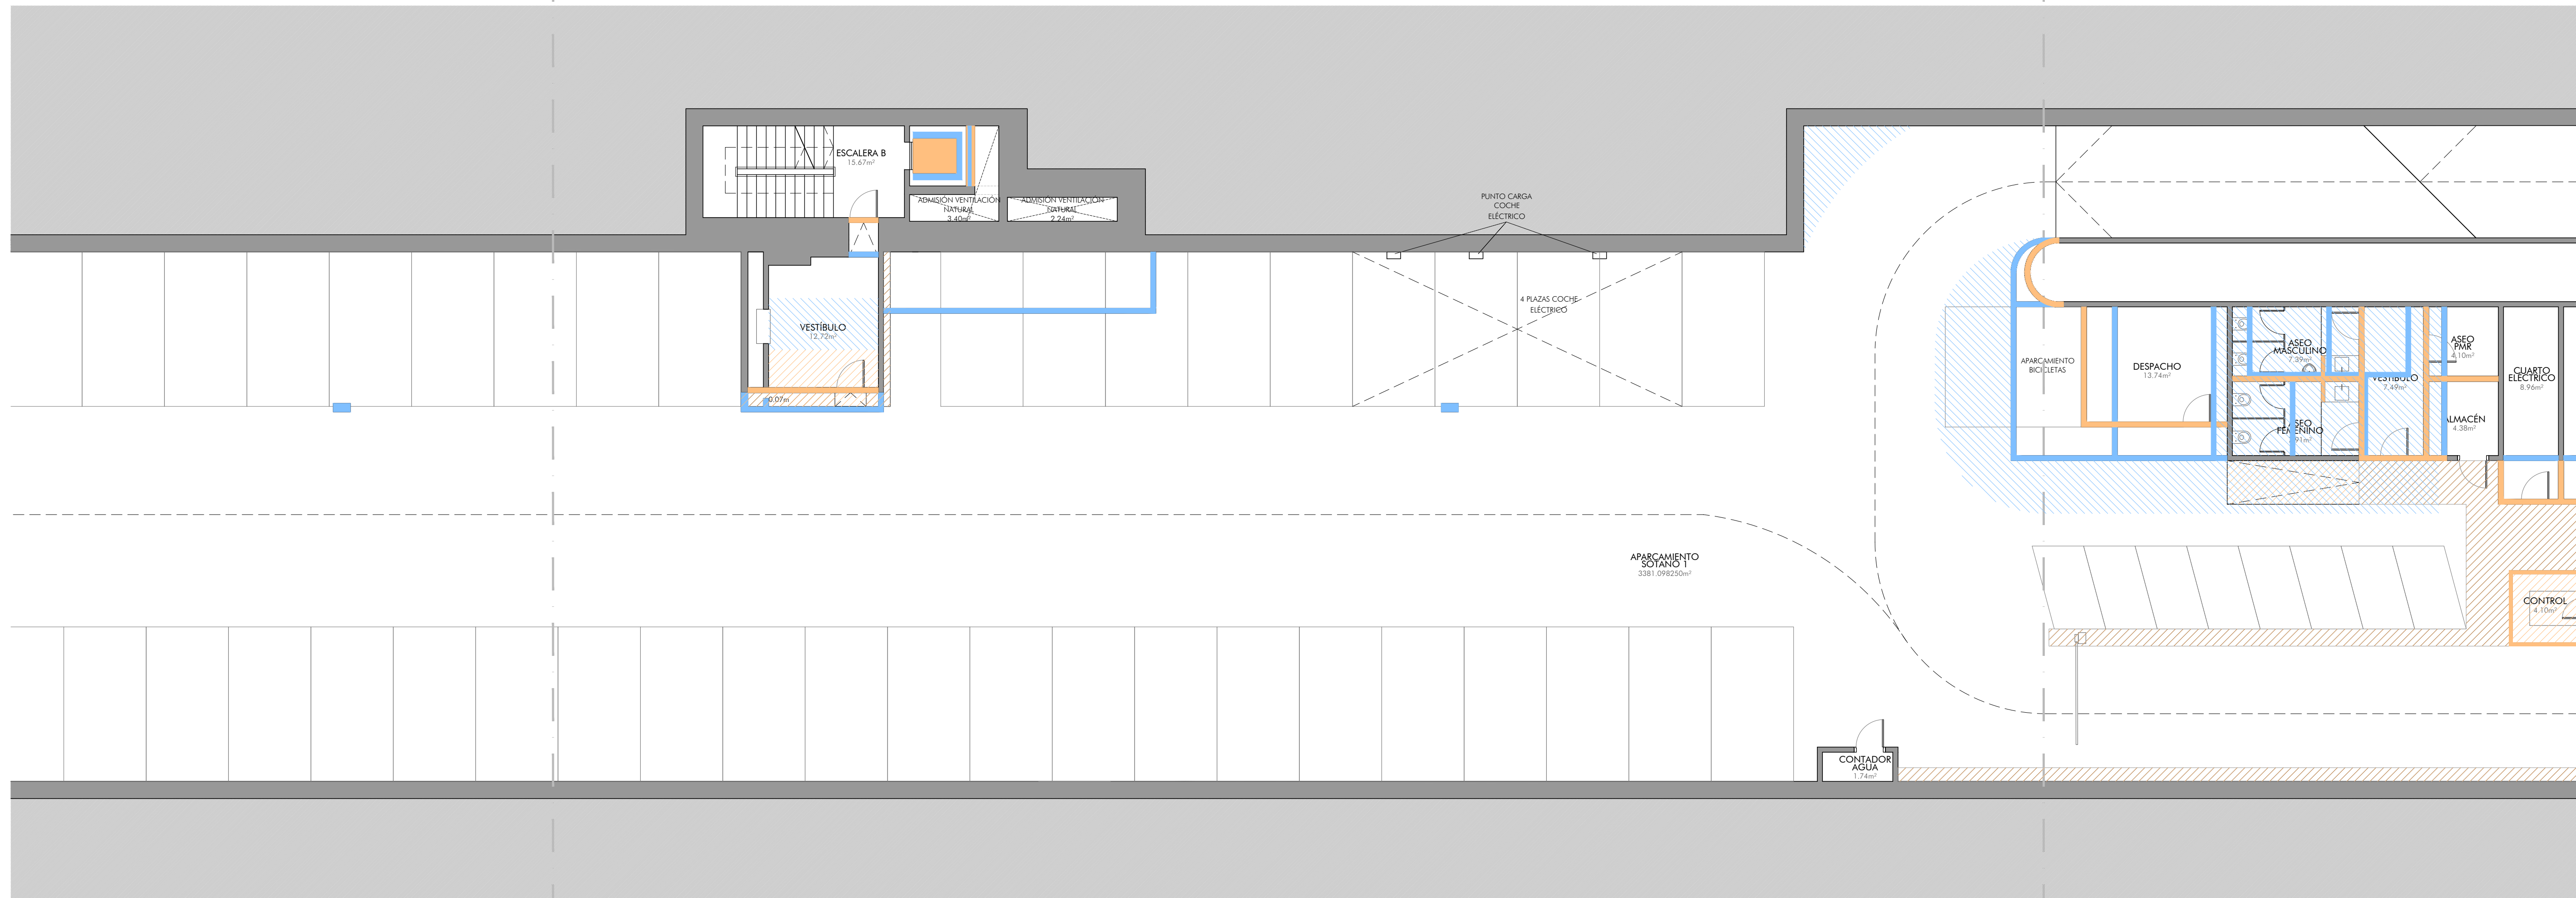 ESCALERA B
15.67m²
ADMISIÓN VENTILACIÓN
NATURAL
3.40m²
ADMISIÓN VENTILACIÓN
NATURAL
2.24m²
PUNTO CARGA
COCHE
ELÉCTRICO
4 PLAZAS COCHE
ELÉCTRICO
VESTÍBULO
12.72m²
0.07m
APARCAMIENTO
BICICLETAS
DESPACHO
13.74m²
ASEO
MASCULINO
7.39m²
ASEO
FEMENINO
VESTÍBULO
7.49m²
ASEO
PMR
4.10m²
ALMACÉN
4.38m²
CUARTO
ELÉCTRICO
8.96m²
APARCAMIENTO
SÓTANO 1
3381.098250m²
CONTROL
4.10m²
CONTADOR
AGUA
1.74m²